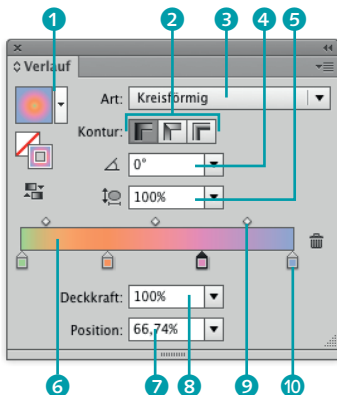 1 2 3 4 5
Verlauf
Art: Kreisförmig
Kontur:
0°
100%
Deckkraft: 100%
Position: 66,74%
6 7 8 9 10